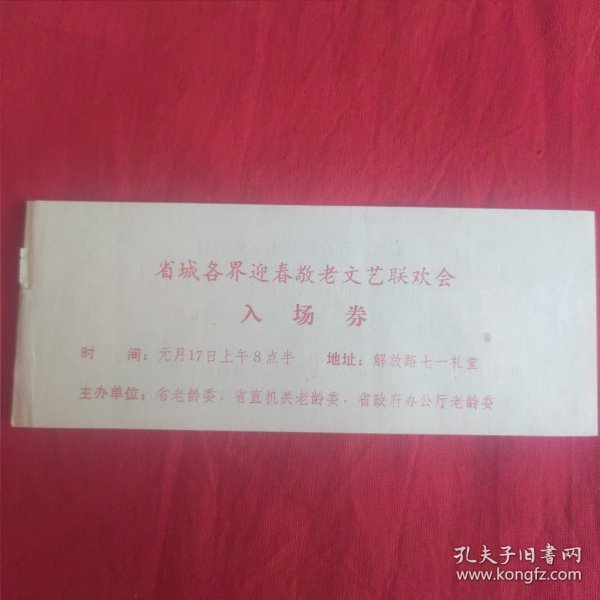 省城各界迎春敬老文艺联欢会
入场券
时间：元月17日上午8点半 地址：解放路七一礼堂
主办单位：省老龄委、省直机关老龄委、省政府办公厅老龄委
孔夫子旧书网
www.kongfz.com